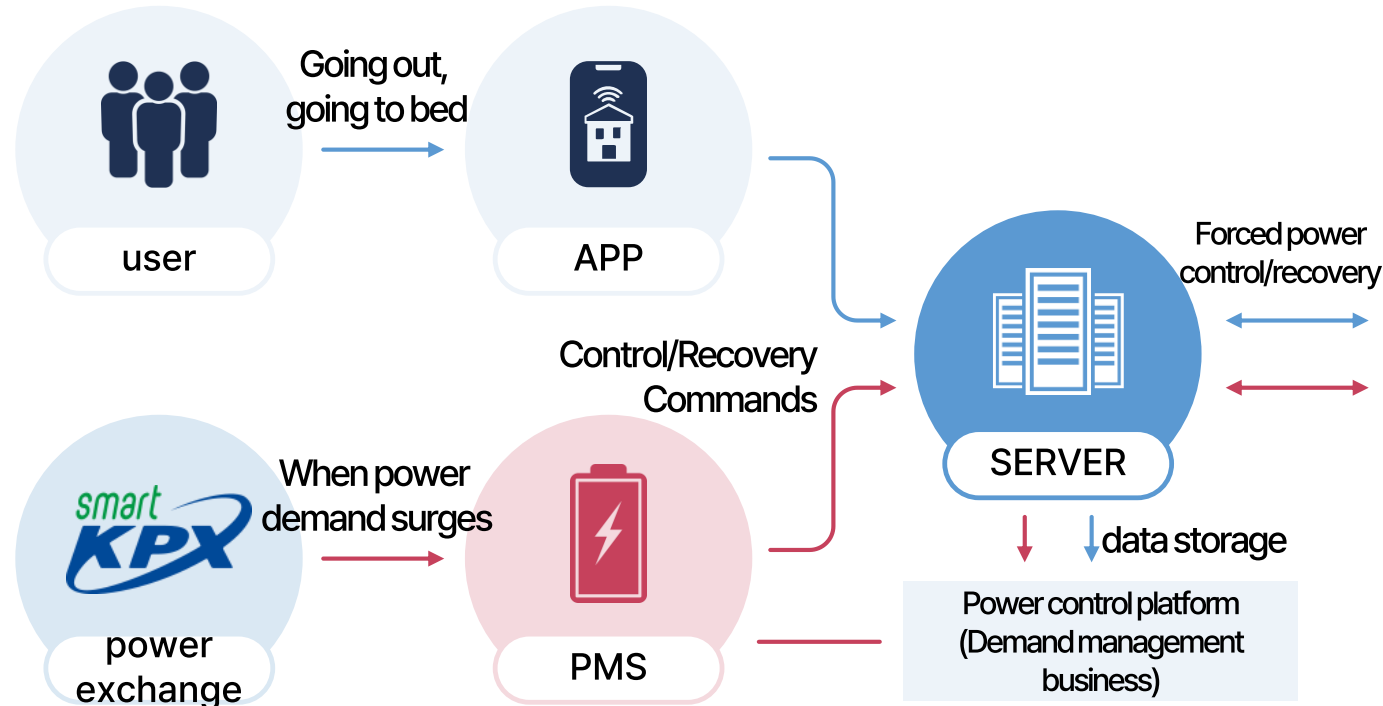 Going out,
going to bed
user
APP
Forced power
control/recovery
Control/Recovery
Commands
SERVER
When power
demand surges
smart
KPX
power
exchange
PMS
data storage
Power control platform
(Demand management
business)